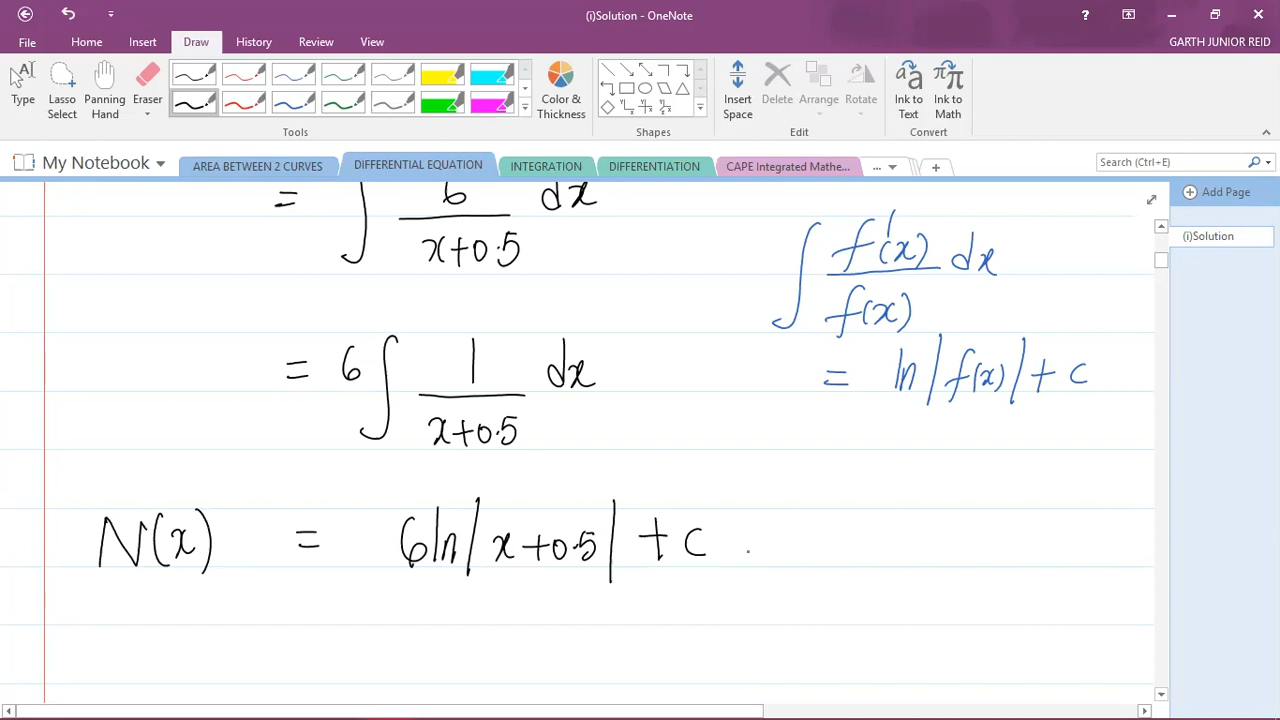 (i)Solution - OneNote
File Home Insert Draw History Review View
GARTH JUNIOR REID
Type
Lasso Select
Panning Hand
Eraser
Color & Thickness
Insert Space
Delete
Arrange
Rotate
Ink to Text
Ink to Math
Tools
Shapes
Edit
Convert
My Notebook
AREA BETWEEN 2 CURVES
DIFFERENTIAL EQUATION
INTEGRATION
DIFFERENTIATION
CAPE Integrated Mathe...
...
Search (Ctrl+E)
Add Page
(i)Solution
= ∫ 6/(x+0.5) dx
∫ f'(x)/f(x) dx
= ln|f(x)| + c
= 6 ∫ 1/(x+0.5) dx
N(x) = 6ln|x+0.5| + c